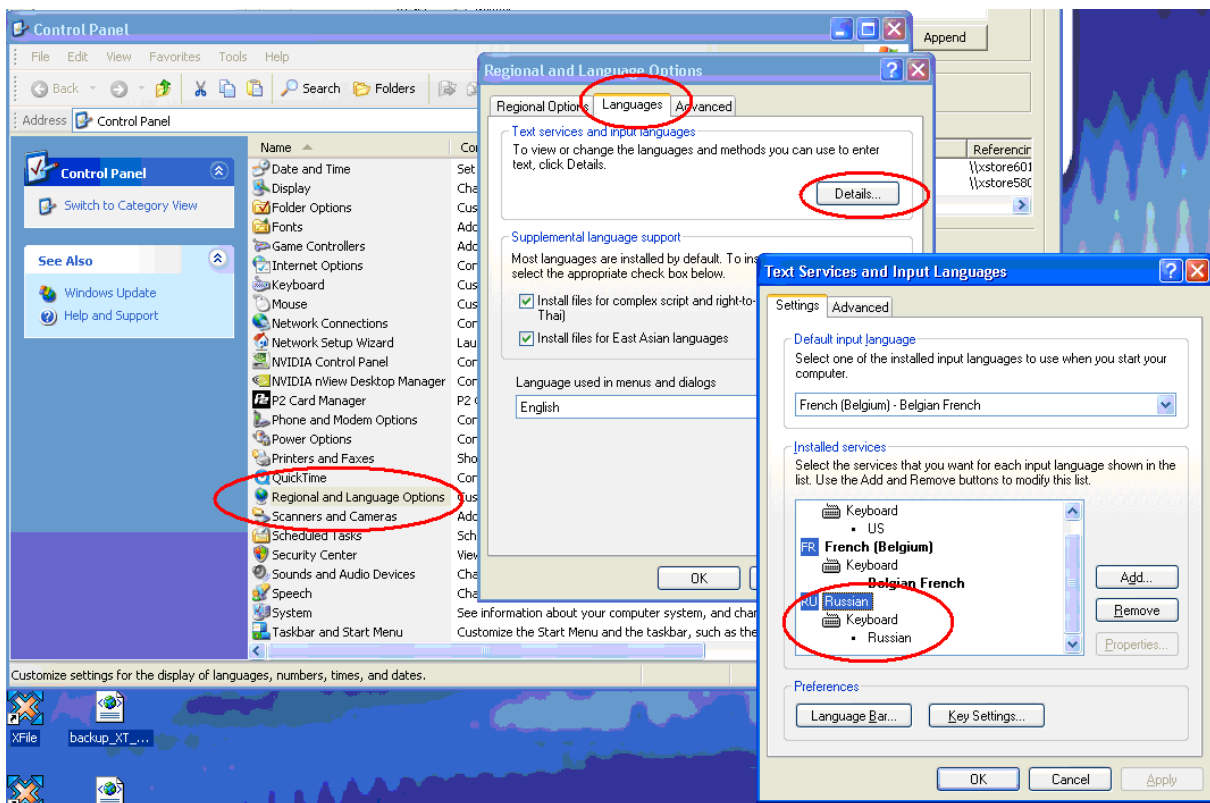 Control Panel
File Edit View Favorites Tools Help
Back Search Folders
Address Control Panel
Control Panel
Switch to Category View
See Also
Windows Update
Help and Support
Name
Date and Time Set
Display
Folder Options
Fonts
Game Controllers
Internet Options
Keyboard
Mouse
Network Connections
Network Setup Wizard
NVIDIA Control Panel
NVIDIA nView Desktop Manager
P2 Card Manager P2
Phone and Modem Options
Power Options
Printers and Faxes
QuickTime
Regional and Language Options
Scanners and Cameras
Scheduled Tasks
Security Center
Sounds and Audio Devices
Speech
System See information about your computer system, and
Taskbar and Start Menu Customize the Start Menu and the taskbar, such as the
Customize settings for the display of languages, numbers, times, and dates.
XFile
backup_XT_...
Append
Regional and Language Options
Regional Options Languages Advanced
Text services and input languages
To view or change the languages and methods you can use to enter
text, click Details.
Details...
Supplemental language support
Most languages are installed by default. To
select the appropriate check box below.
Install files for complex script and right-to-
Thai)
Install files for East Asian languages
Language used in menus and dialogs
English
OK
\\xstore601
\\xstore580
Text Services and Input Languages
Settings Advanced
Default input language
Select one of the installed input languages to use when you start your
computer.
French (Belgium) - Belgian French
Installed services
Select the services that you want for each input language shown in the
list. Use the Add and Remove buttons to modify this list.
Keyboard
• US
FR French (Belgium)
Keyboard
Belgian French
RU Russian
Keyboard
• Russian
Add...
Remove
Properties...
Preferences
Language Bar... Key Settings...
OK Cancel Apply